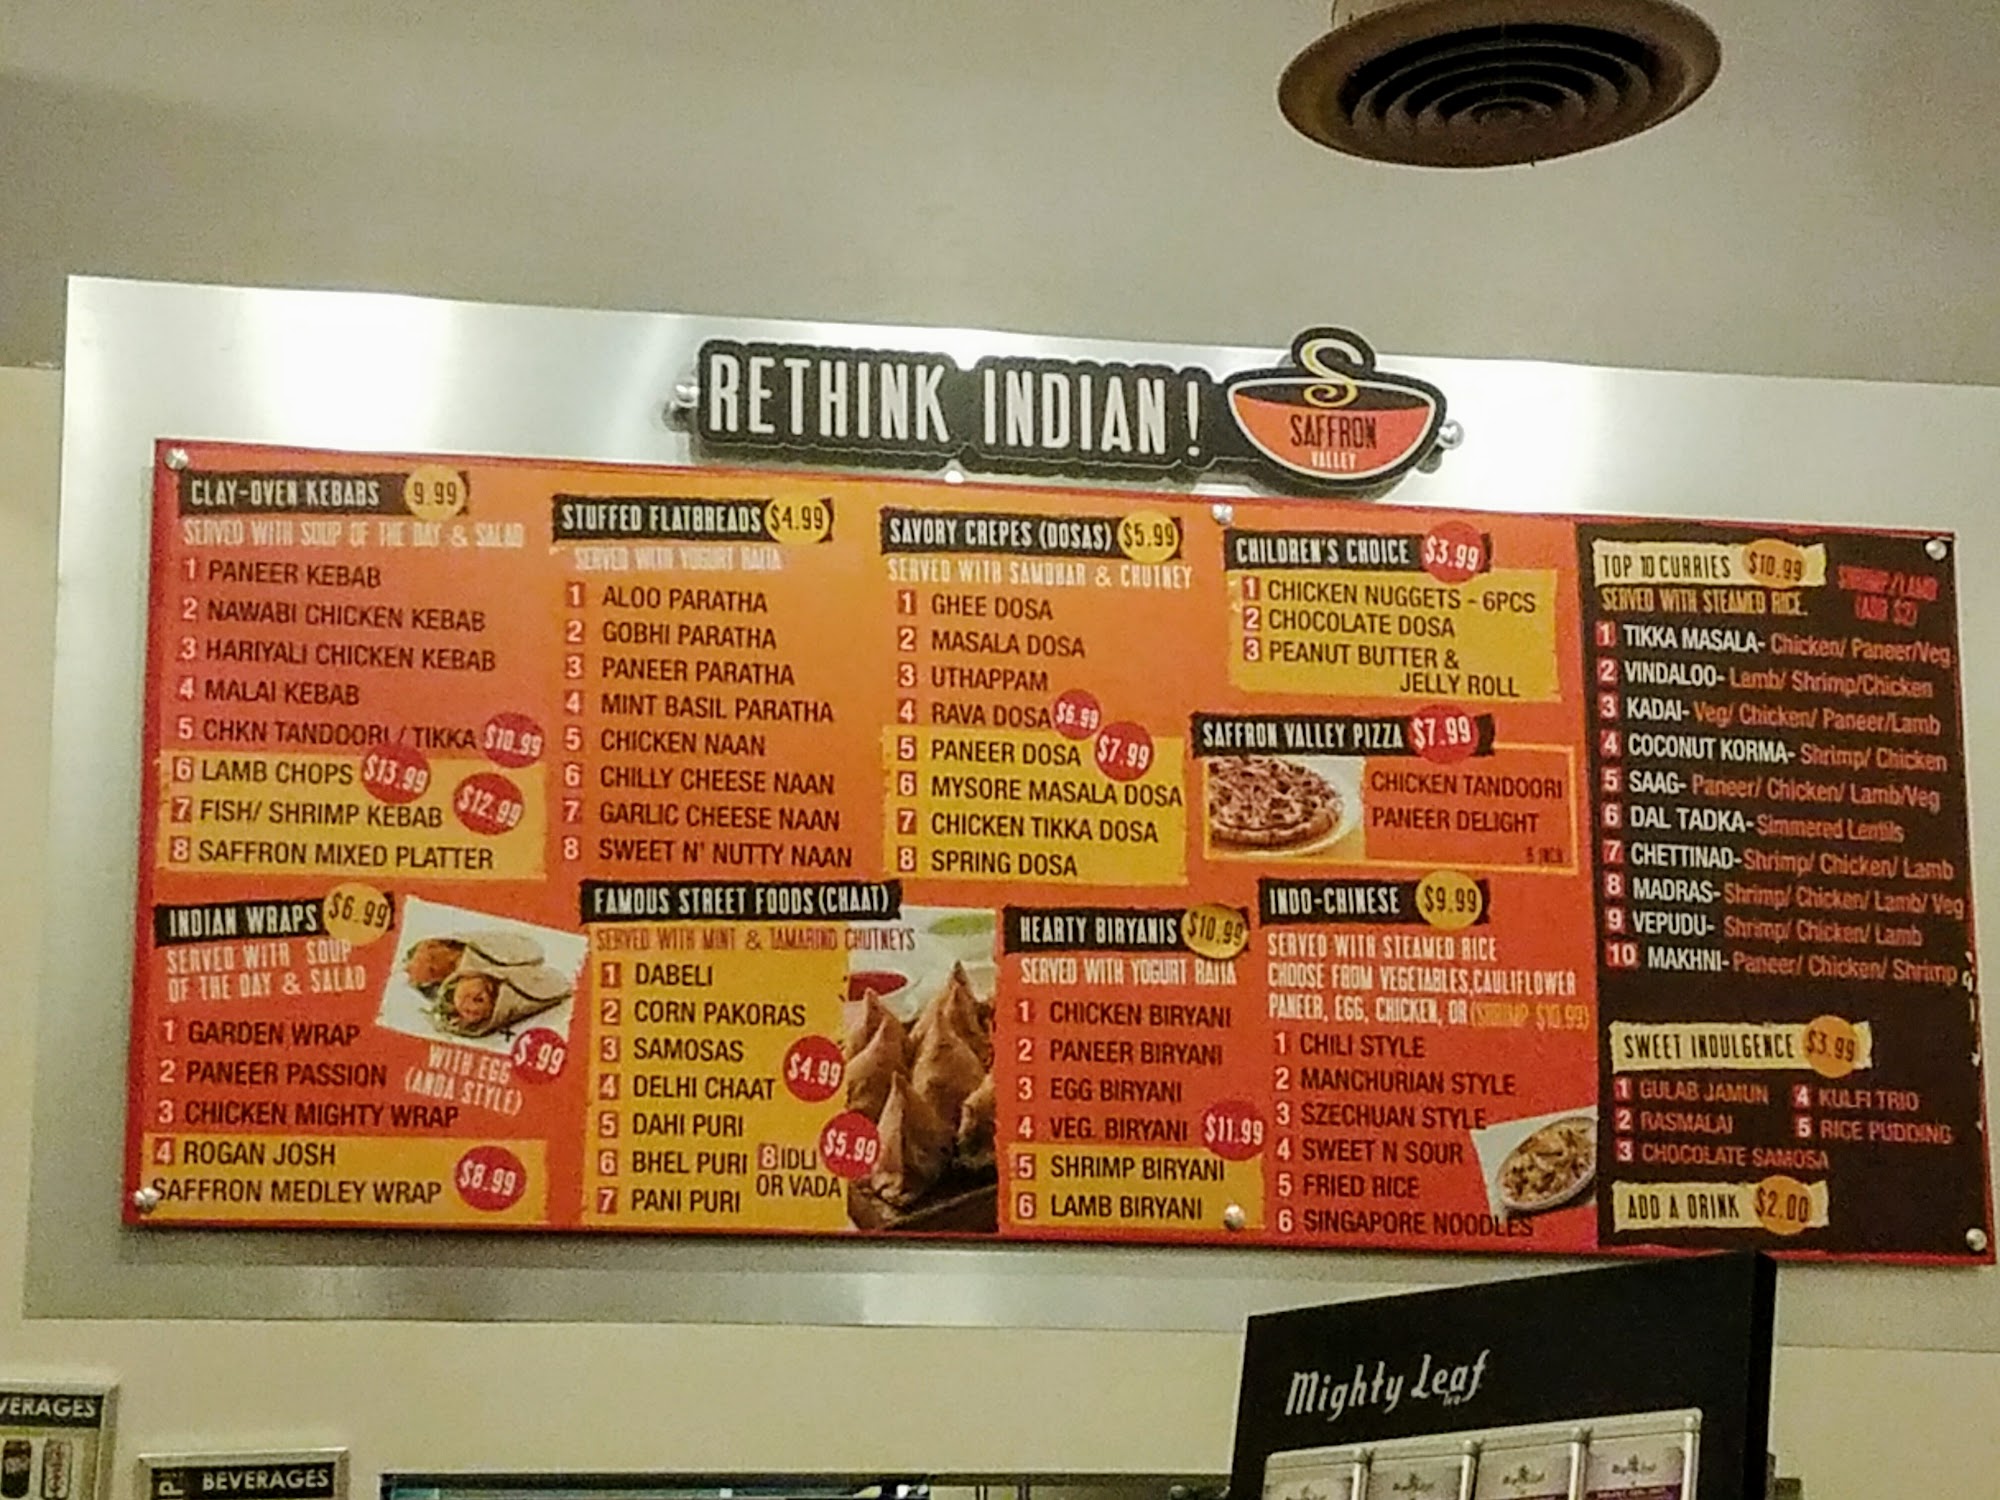 RETHINK INDIAN!
S
SAFFRON
VALLEY
CLAY-OVEN KEBABS 9.99
SERVED WITH SOUP OF THE DAY & SALAD
1 PANEER KEBAB
2 NAWABI CHICKEN KEBAB
3 HARIYALI CHICKEN KEBAB
4 MALAI KEBAB
5 CHKN TANDOORI / TIKKA $10.99
6 LAMB CHOPS $13.99
7 FISH/ SHRIMP KEBAB $12.99
8 SAFFRON MIXED PLATTER
INDIAN WRAPS $6.99
SERVED WITH SOUP
OF THE DAY & SALAD
1 GARDEN WRAP
2 PANEER PASSION
3 CHICKEN MIGHTY WRAP
4 ROGAN JOSH
SAFFRON MEDLEY WRAP $8.99
WITH EGG $.99
(ANDA STYLE)
STUFFED FLATBREADS $4.99
SERVED WITH YOGURT RAITA
1 ALOO PARATHA
2 GOBHI PARATHA
3 PANEER PARATHA
4 MINT BASIL PARATHA
5 CHICKEN NAAN
6 CHILLY CHEESE NAAN
7 GARLIC CHEESE NAAN
8 SWEET N' NUTTY NAAN
FAMOUS STREET FOODS (CHAAT)
SERVED WITH MINT & TAMARIND CHUTNEYS
1 DABELI
2 CORN PAKORAS
3 SAMOSAS
4 DELHI CHAAT $4.99
5 DAHI PURI
6 BHEL PURI
7 PANI PURI
8 IDLI $5.99
OR VADA
SAVORY CREPES (DOSAS) $5.99
SERVED WITH SAMBHAR & CHUTNEY
1 GHEE DOSA
2 MASALA DOSA
3 UTHAPPAM
4 RAVA DOSA $6.99
5 PANEER DOSA $7.99
6 MYSORE MASALA DOSA
7 CHICKEN TIKKA DOSA
8 SPRING DOSA
HEARTY BIRYANIS $10.99
SERVED WITH YOGURT RAITA
1 CHICKEN BIRYANI
2 PANEER BIRYANI
3 EGG BIRYANI
4 VEG. BIRYANI $11.99
5 SHRIMP BIRYANI
6 LAMB BIRYANI
CHILDREN'S CHOICE $3.99
1 CHICKEN NUGGETS - 6PCS
2 CHOCOLATE DOSA
3 PEANUT BUTTER &
JELLY ROLL
SAFFRON VALLEY PIZZA $7.99
CHICKEN TANDOORI
PANEER DELIGHT
INDO-CHINESE $9.99
SERVED WITH STEAMED RICE
CHOOSE FROM VEGETABLES, CAULIFLOWER
PANEER, EGG, CHICKEN, OR (SHRIMP $10.99)
1 CHILI STYLE
2 MANCHURIAN STYLE
3 SZECHUAN STYLE
4 SWEET N SOUR
5 FRIED RICE
6 SINGAPORE NOODLES
TOP 10 CURRIES $10.99
SERVED WITH STEAMED RICE.
SHRIMP/LAMB
(ADD $2)
1 TIKKA MASALA- Chicken/ Paneer/Veg
2 VINDALOO- Lamb/ Shrimp/Chicken
3 KADAI- Veg/ Chicken/ Paneer/Lamb
4 COCONUT KORMA- Shrimp/ Chicken
5 SAAG- Paneer/ Chicken/ Lamb/Veg
6 DAL TADKA- Simmered Lentils
7 CHETTINAD- Shrimp/ Chicken/ Lamb
8 MADRAS- Shrimp/ Chicken/ Lamb/ Veg
9 VEPUDU- Shrimp/ Chicken/ Lamb
10 MAKHNI- Paneer/ Chicken/ Shrimp
SWEET INDULGENCE $3.99
1 GULAB JAMUN
2 RASMALAI
3 CHOCOLATE SAMOSA
4 KULFI TRIO
5 RICE PUDDING
ADD A DRINK $2.00
Mighty Leaf
tea
VERAGES
BEVERAGES